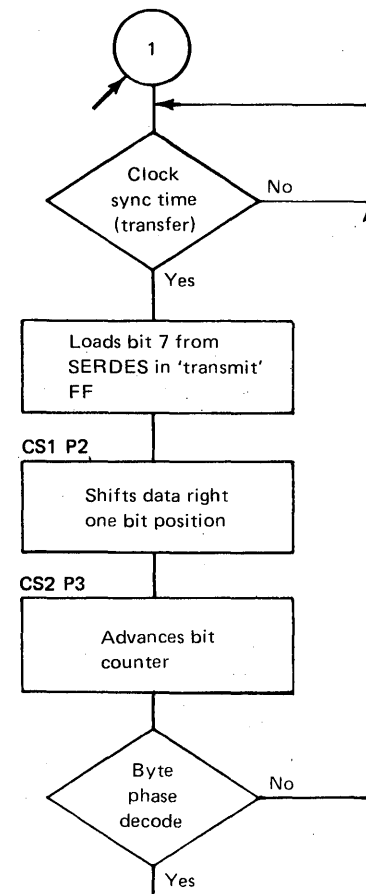 1
Clock
sync time
(transfer)
No
Yes
Loads bit 7 from
SERDES in 'transmit'
FF
CS1 P2
Shifts data right
one bit position
CS2 P3
Advances bit
counter
Byte
phase
decode
No
Yes